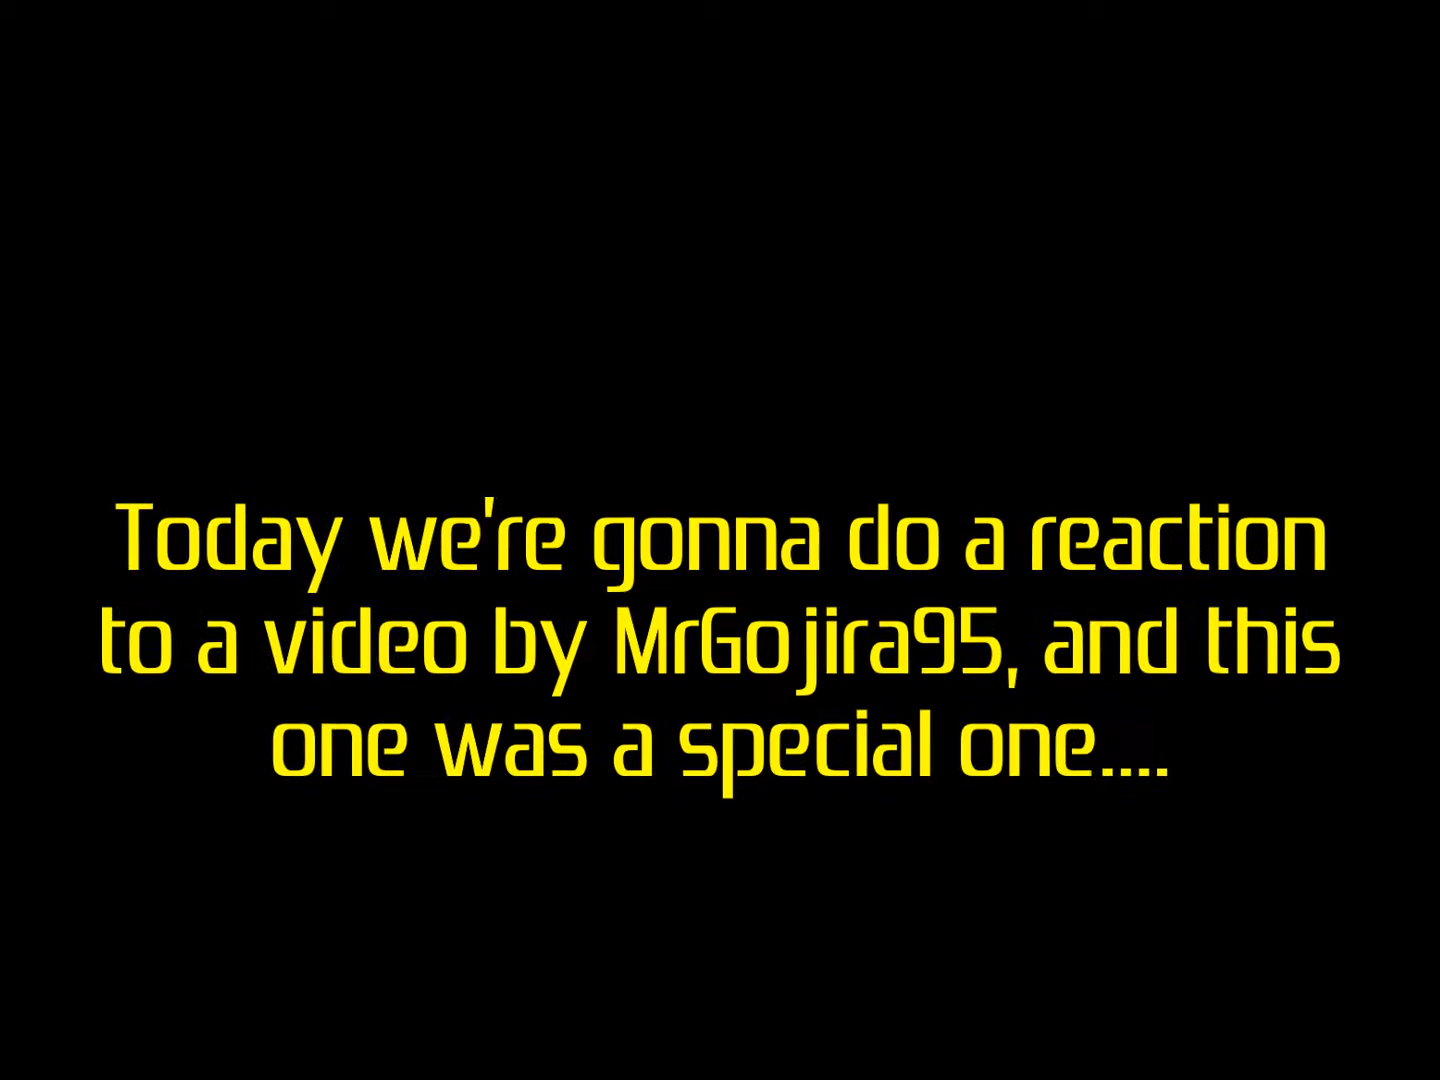 Today we're gonna do a reaction
to a video by MrGojira95, and this
one was a special one....